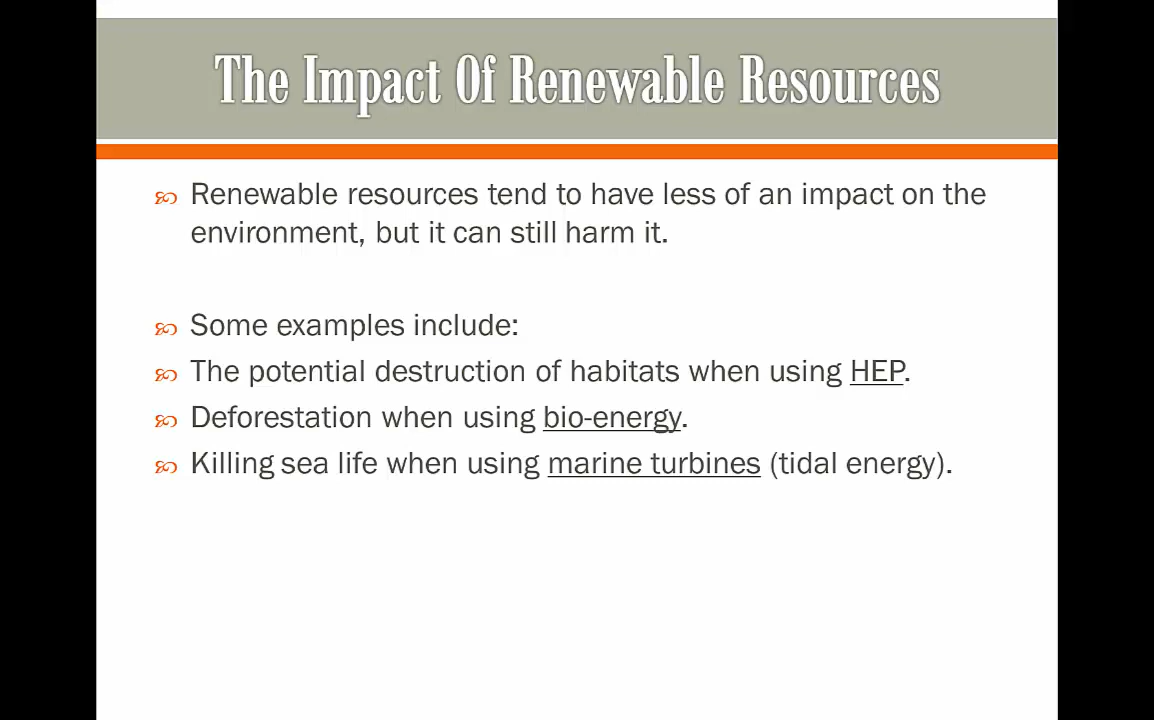 The Impact Of Renewable Resources
Renewable resources tend to have less of an impact on the
environment, but it can still harm it.
Some examples include:
The potential destruction of habitats when using HEP.
Deforestation when using bio-energy.
Killing sea life when using marine turbines (tidal energy).